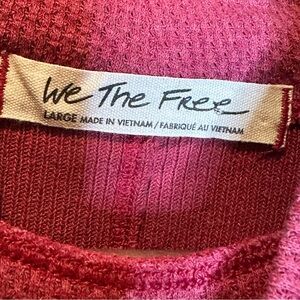 We The Free
LARGE MADE IN VIETNAM / FABRIQUÉ AU VIETNAM